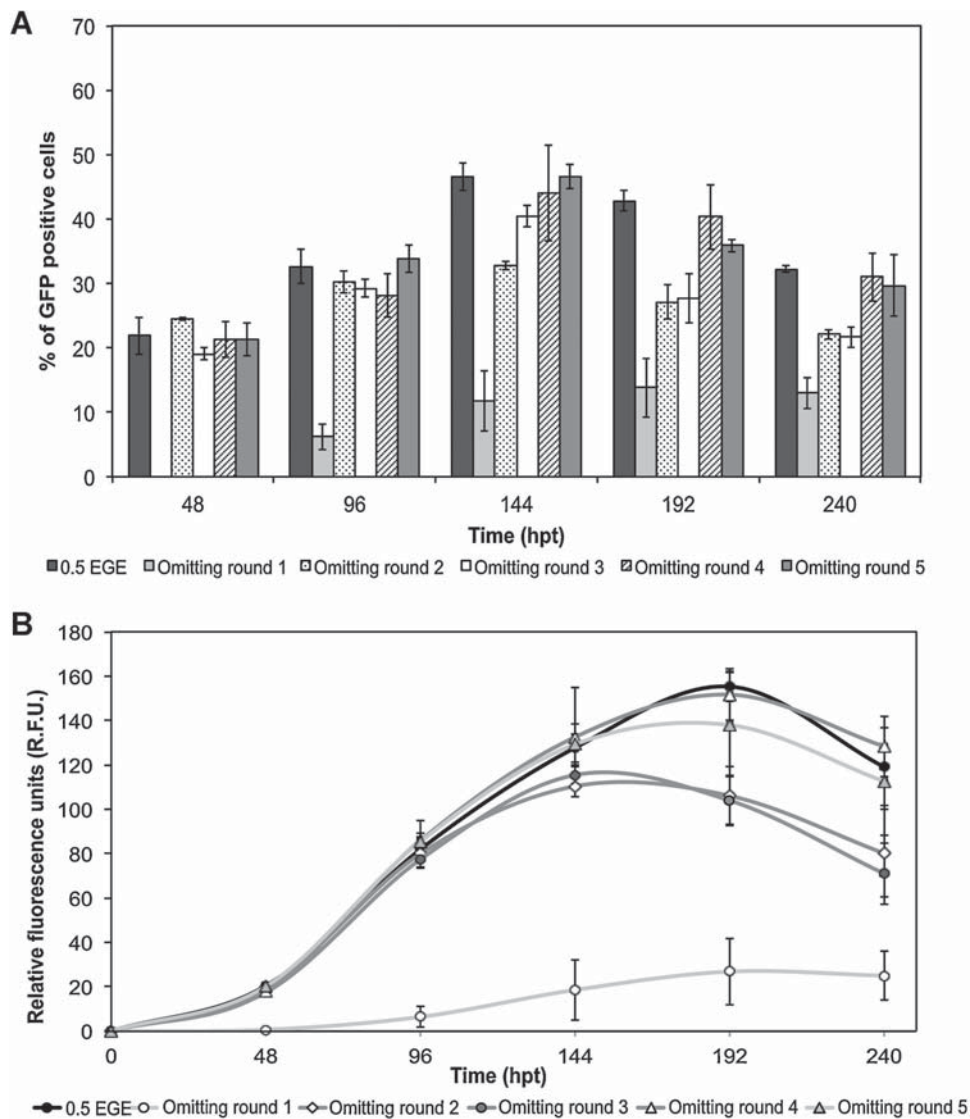 A
% of GFP positive cells
70
60
50
40
30
20
10
0
48 96 144 192 240
Time (hpt)
0.5 EGE Omitting round 1 Omitting round 2 Omitting round 3 Omitting round 4 Omitting round 5
B
Relative fluorescence units (R.F.U.)
180
160
140
120
100
80
60
40
20
0
0 48 96 144 192 240
Time (hpt)
0.5 EGE Omitting round 1 Omitting round 2 Omitting round 3 Omitting round 4 Omitting round 5